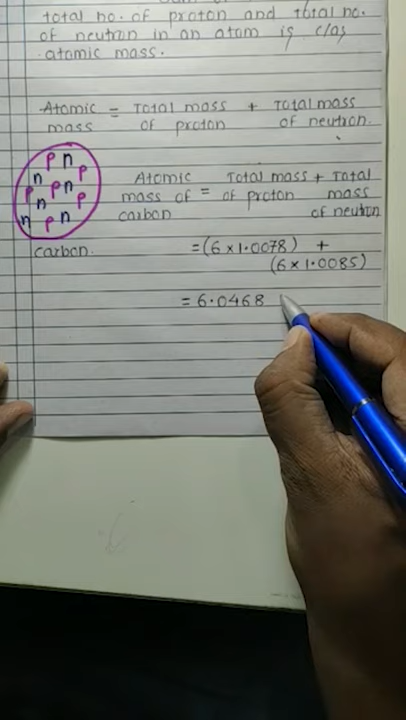 total no. of proton and total no.
of neutron in an atom is c/as
atomic mass.
Atomic = Total mass + Total mass
mass of proton of neutron.
p n
n p
p p n
n p
n p n
Atomic Total mass + Total
mass of = of proton mass
carbon of neutron
carbon. = (6 x 1.0078) +
(6 x 1.0085)
= 6.0468